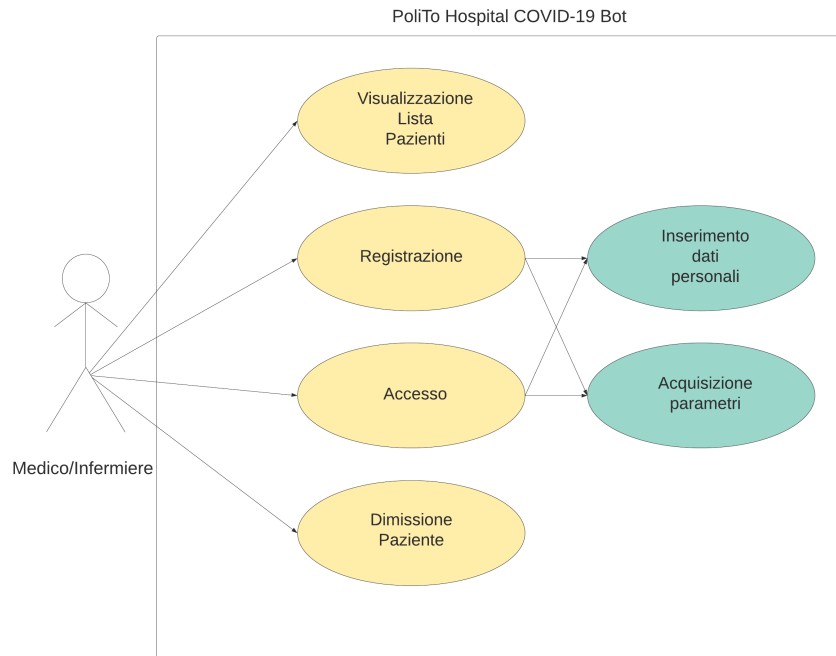 PoliTo Hospital COVID-19 Bot
Visualizzazione
Lista
Pazienti
Registrazione
Inserimento
dati
personali
Accesso
Acquisizione
parametri
Medico/Infermiere
Dimissione
Paziente